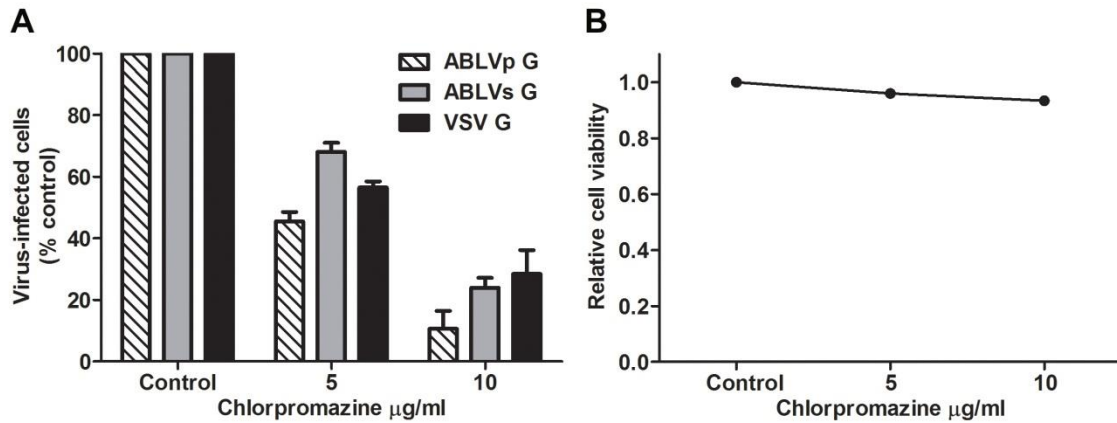 A
Virus-infected cells
(% control)
100
80
60
40
20
0
ABLVp G
ABLVs G
VSV G
Control
5
10
Chlorpromazine μg/ml
B
Relative cell viability
1.0
0.8
0.6
0.4
0.2
0.0
Control
5
10
Chlorpromazine μg/ml